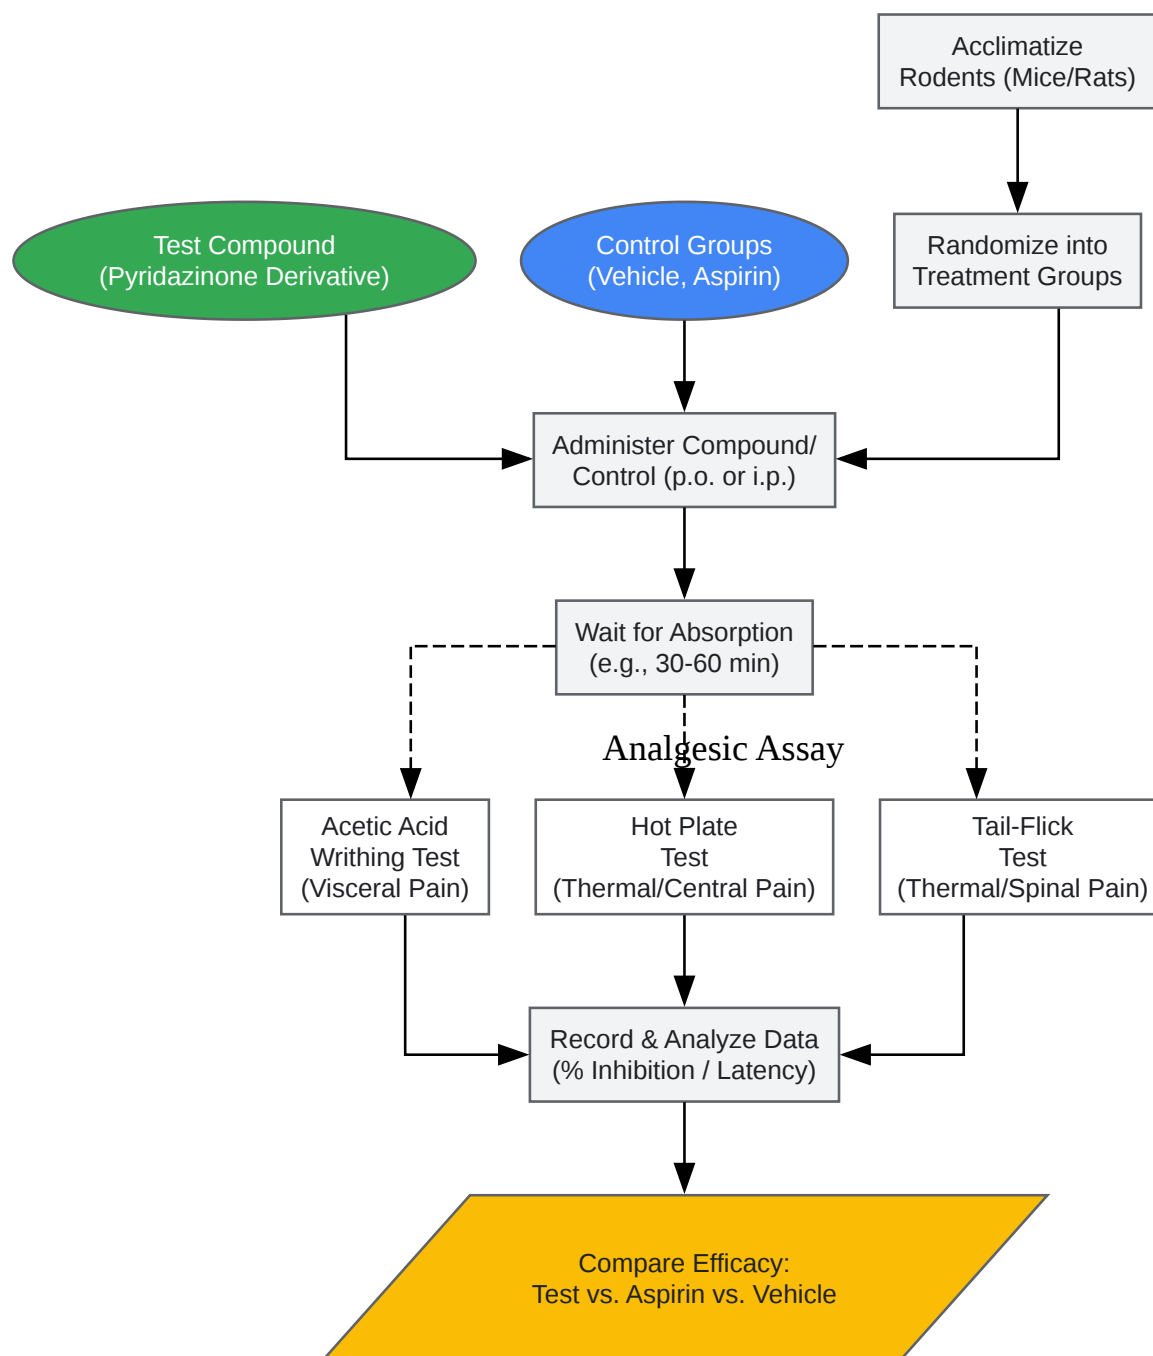 Acclimatize
Rodents (Mice/Rats)
Test Compound
(Pyridazinone Derivative)
Control Groups
(Vehicle, Aspirin)
Randomize into
Treatment Groups
Administer Compound/
Control (p.o. or i.p.)
Wait for Absorption
(e.g., 30-60 min)
Analgesic Assay
Acetic Acid
Writhing Test
(Visceral Pain)
Hot Plate
Test
(Thermal/Central Pain)
Tail-Flick
Test
(Thermal/Spinal Pain)
Record & Analyze Data
(% Inhibition / Latency)
Compare Efficacy:
Test vs. Aspirin vs. Vehicle